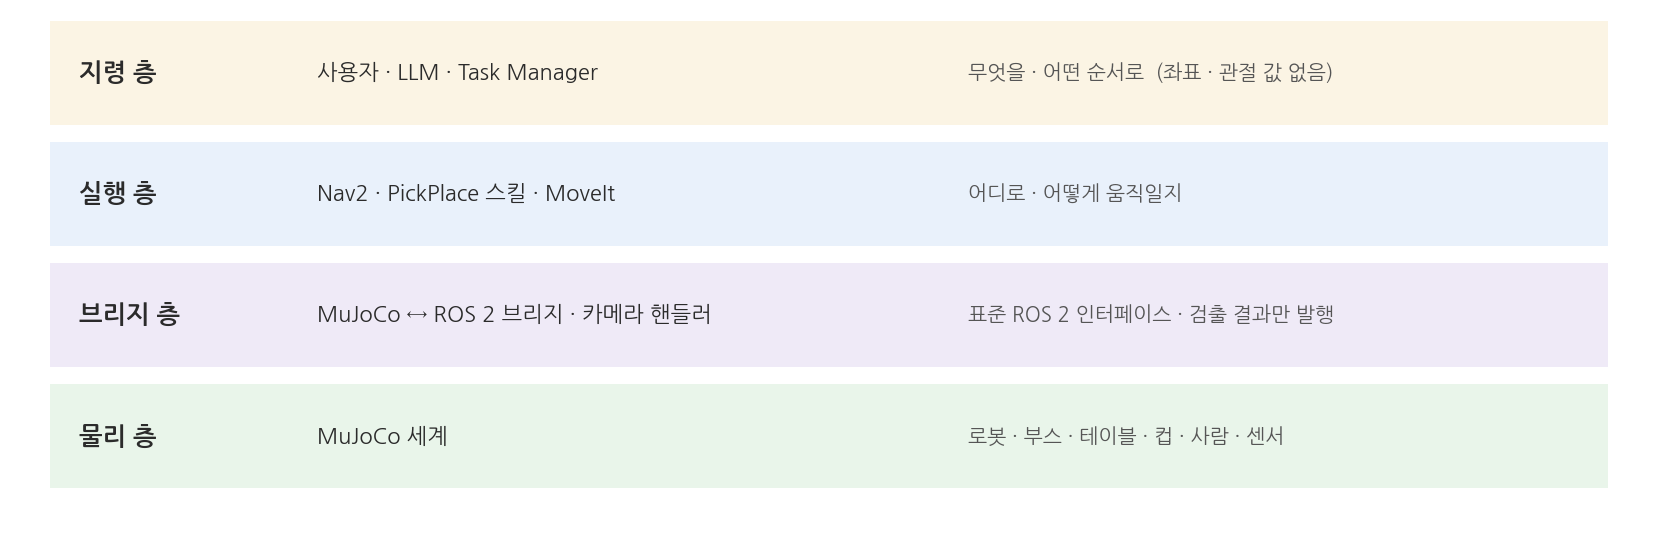 지령 층 사용자 · LLM · Task Manager 무엇을 · 어떤 순서로 (좌표 · 관절 값 없음)
실행 층 Nav2 · PickPlace 스킬 · MoveIt 어디로 · 어떻게 움직일지
브리지 층 MuJoCo ↔ ROS 2 브리지 · 카메라 핸들러 표준 ROS 2 인터페이스 · 검출 결과만 발행
물리 층 MuJoCo 세계 로봇 · 부스 · 테이블 · 컵 · 사람 · 센서